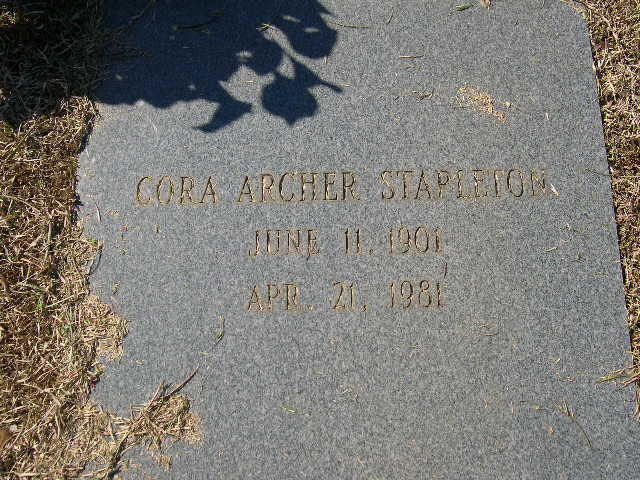 CORA ARCHER STAPLETON
JUNE 11, 1901
APR. 21, 1981